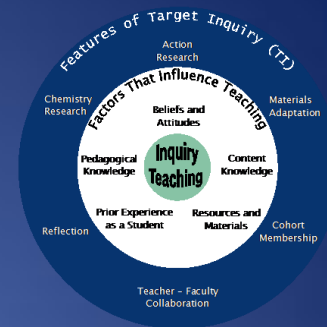 Features of Target Inquiry (TI)
Action
Research
Chemistry
Research
Materials
Adaptation
Factors That Influence Teaching
Beliefs and
Attitudes
Pedagogical
Knowledge
Inquiry
Teaching
Content
Knowledge
Prior Experience
as a Student
Resources and
Materials
Reflection
Cohort
Membership
Teacher - Faculty
Collaboration